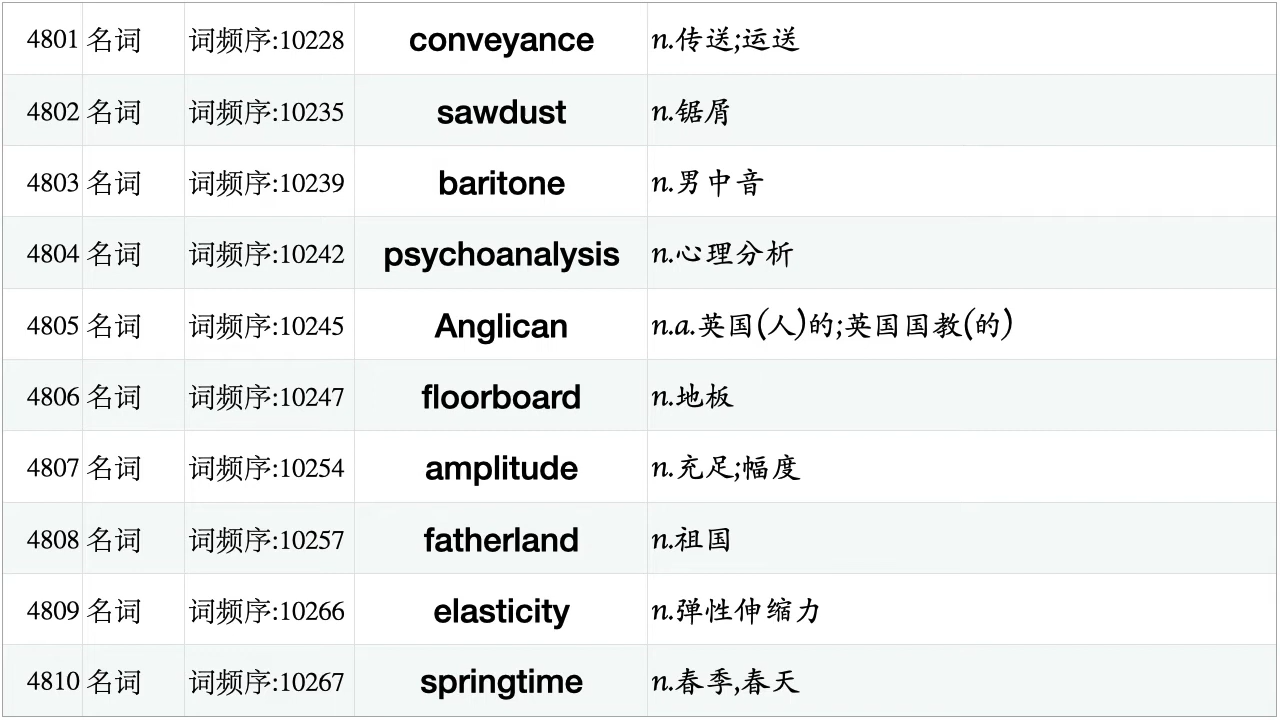 4801 名词 词频序:10228 conveyance n.传送;运送
4802 名词 词频序:10235 sawdust n.锯屑
4803 名词 词频序:10239 baritone n.男中音
4804 名词 词频序:10242 psychoanalysis n.心理分析
4805 名词 词频序:10245 Anglican n.a.英国(人)的;英国国教(的)
4806 名词 词频序:10247 floorboard n.地板
4807 名词 词频序:10254 amplitude n.充足;幅度
4808 名词 词频序:10257 fatherland n.祖国
4809 名词 词频序:10266 elasticity n.弹性伸缩力
4810 名词 词频序:10267 springtime n.春季,春天